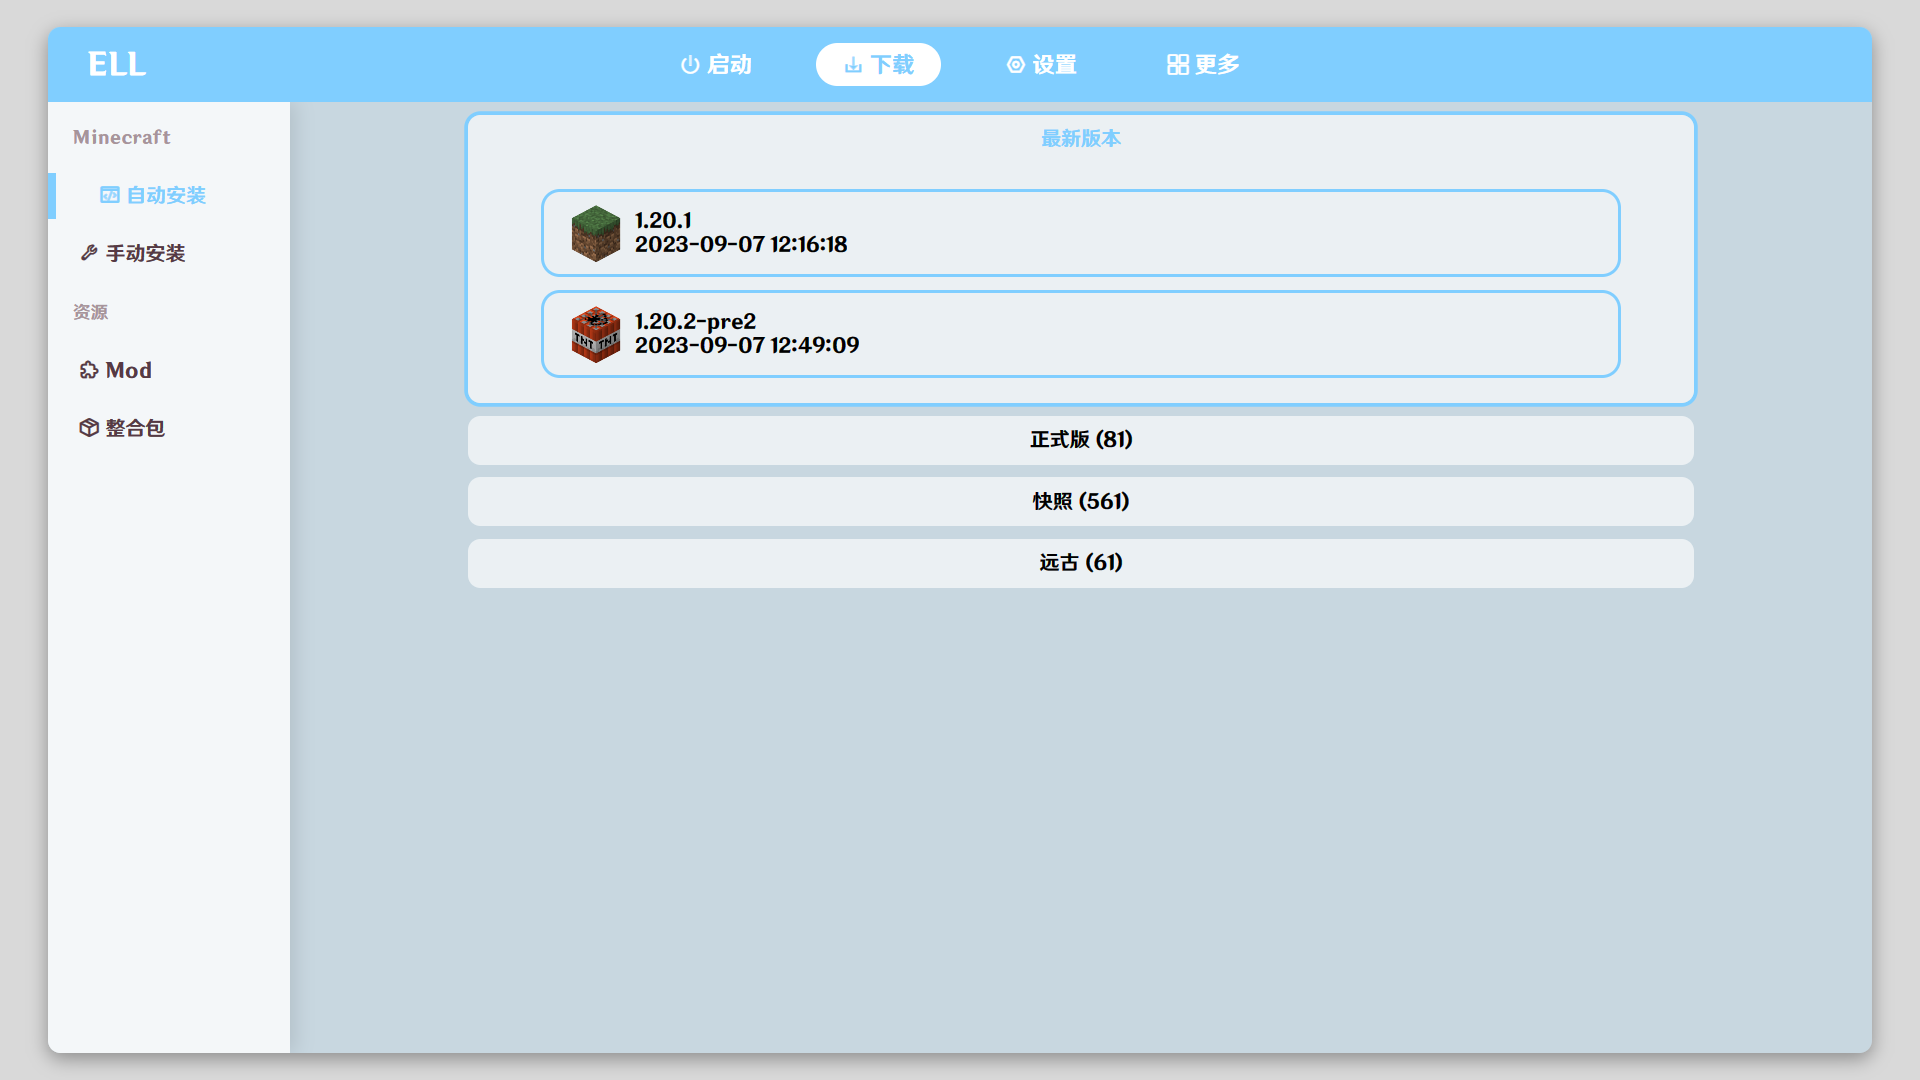 ELL
启动
下载
设置
更多
Minecraft
自动安装
手动安装
资源
Mod
整合包
最新版本
1.20.1
2023-09-07 12:16:18
TNT TNT
1.20.2-pre2
2023-09-07 12:49:09
正式版 (81)
快照 (561)
远古 (61)